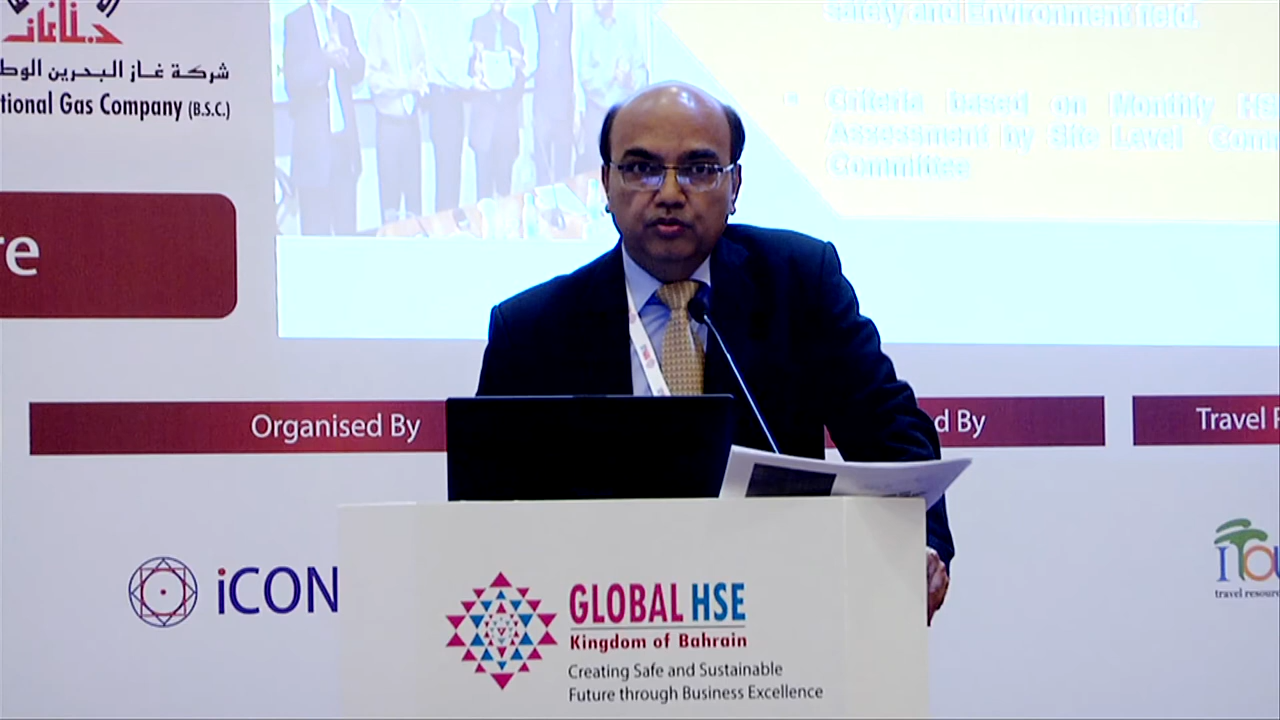 Safety and Environment field.
شركة غاز البحرين الوط
tional Gas Company (B.S.C.)
• Criteria based on Monthly HS
Assessment by Site Level Com
Committee
re
Organised By
d By
Travel P
iCON
GLOBAL HSE
Kingdom of Bahrain
Creating Safe and Sustainable
Future through Business Excellence
ITOU
travel resour